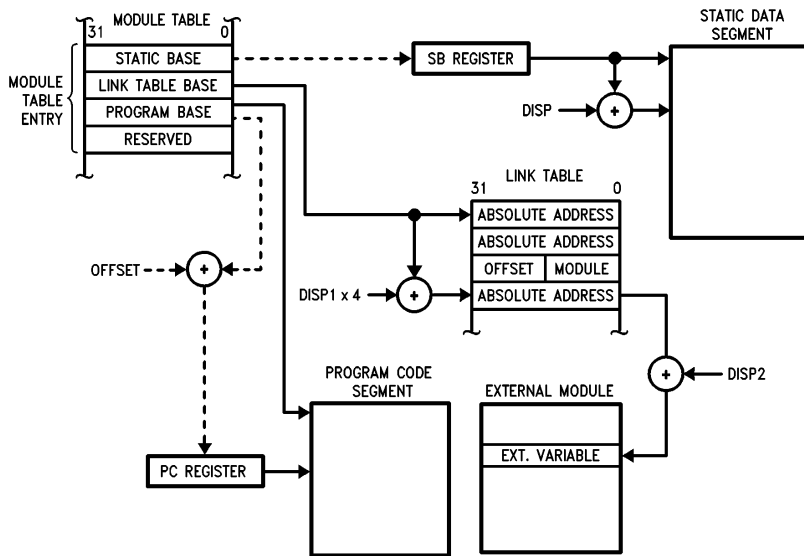 MODULE TABLE
31 0
STATIC BASE
LINK TABLE BASE
PROGRAM BASE
RESERVED
MODULE
TABLE
ENTRY
SB REGISTER
STATIC DATA
SEGMENT
DISP
+
LINK TABLE
31 0
ABSOLUTE ADDRESS
ABSOLUTE ADDRESS
OFFSET MODULE
ABSOLUTE ADDRESS
OFFSET
+
DISP1 x 4
+
PROGRAM CODE
SEGMENT
EXTERNAL MODULE
+
DISP2
EXT. VARIABLE
PC REGISTER